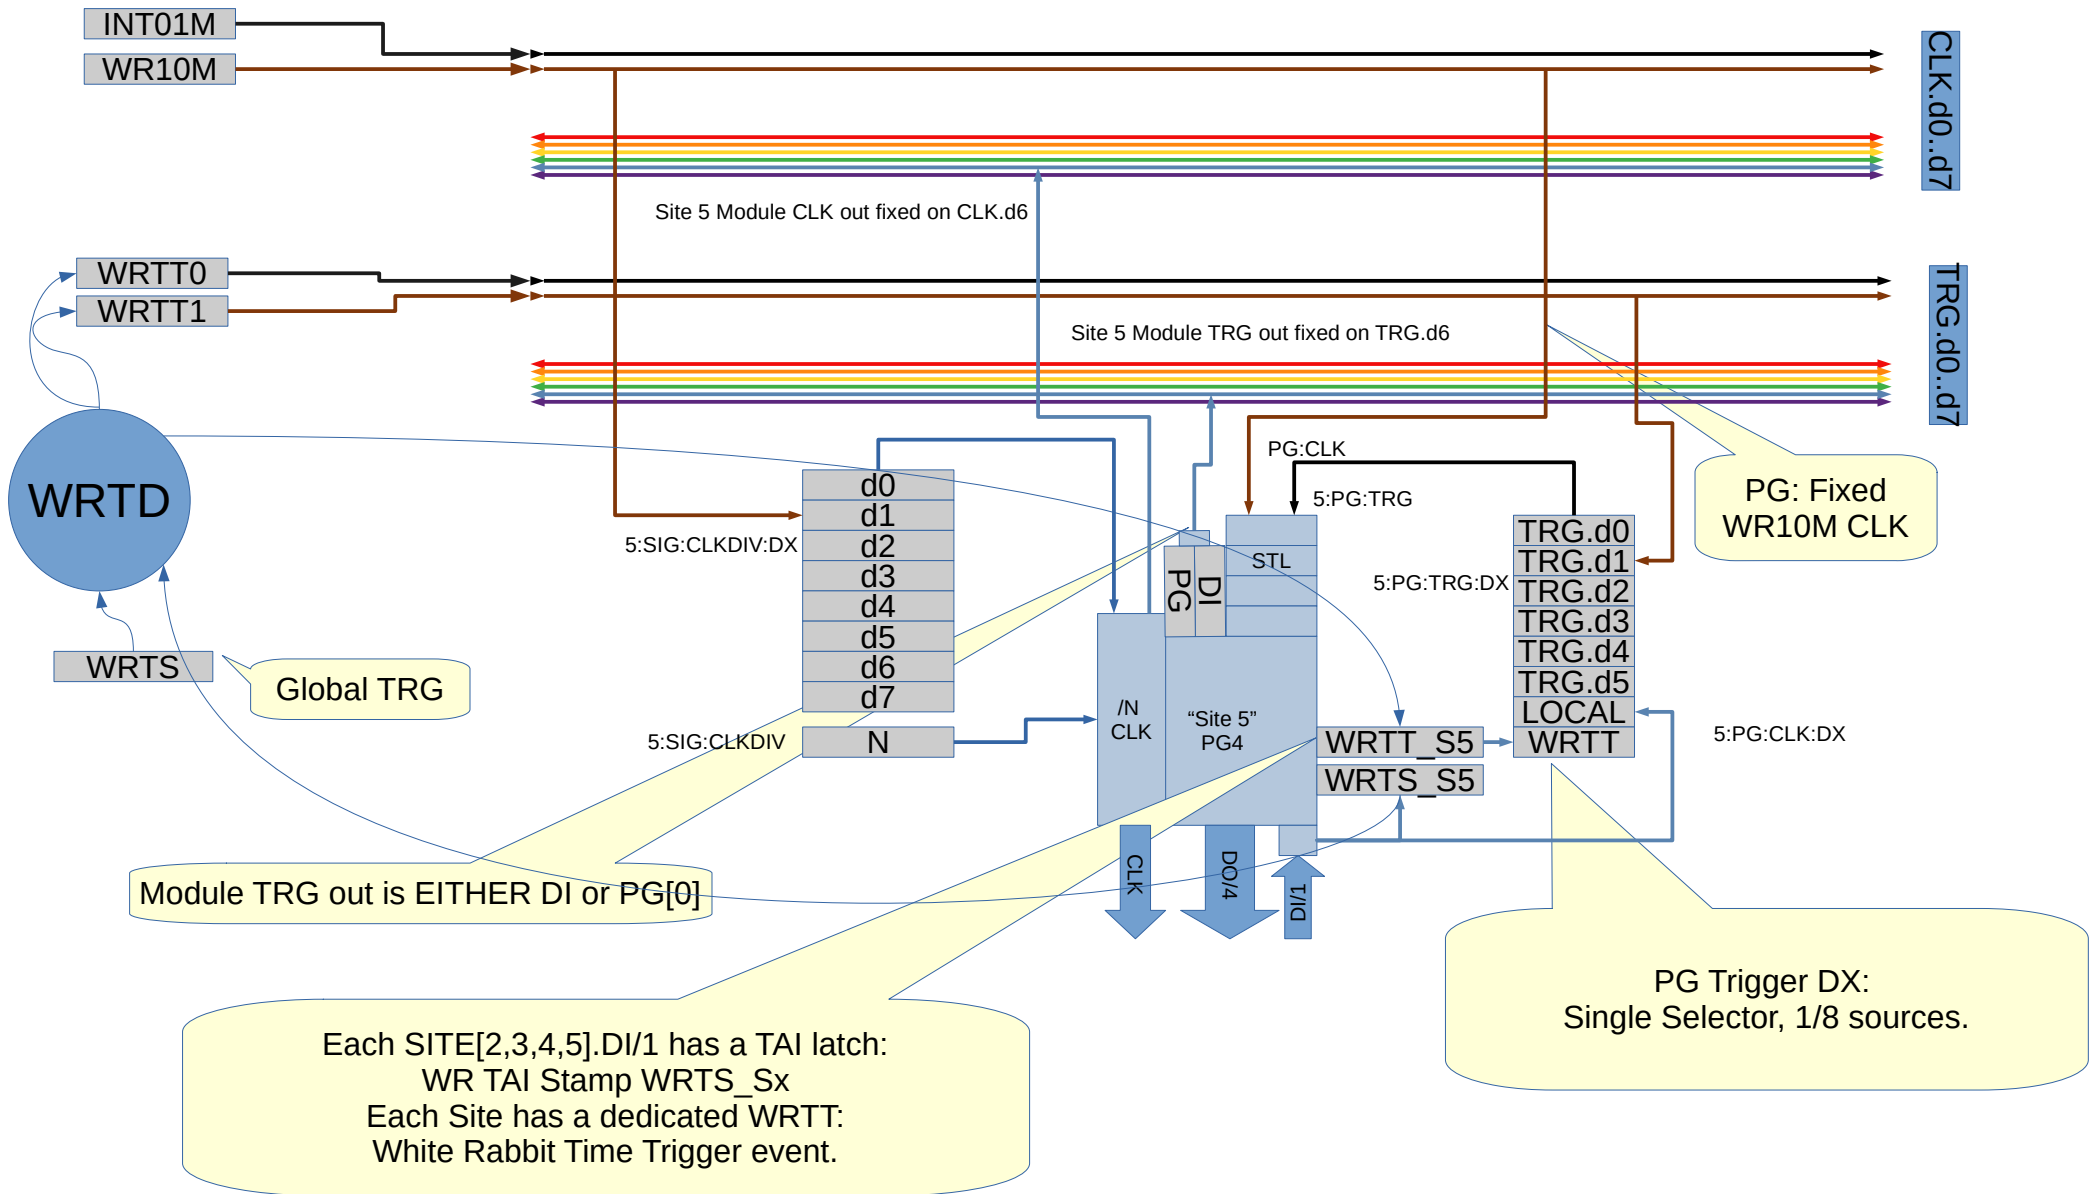 INT01M
WR10M
CLK.d0..d7
Site 5 Module CLK out fixed on CLK.d6
WRTT0
WRTT1
TRG.d0...d7
Site 5 Module TRG out fixed on TRG.d6
WRTD
WRTS
Global TRG
PG:CLK
5:PG:TRG
PG: Fixed
WR10M CLK
5:SIG:CLKDIV:DX
d0
d1
d2
d3
d4
d5
d6
d7
5:SIG:CLKDIV
N
PG
DI
STL
/N
CLK
“Site 5”
PG4
5:PG:TRG:DX
TRG.d0
TRG.d1
TRG.d2
TRG.d3
TRG.d4
TRG.d5
LOCAL
WRTT
WRTT_S5
WRTS_S5
5:PG:CLK:DX
CLK
DO/4
DI/1
Module TRG out is EITHER DI or PG[0]
Each SITE[2,3,4,5].DI/1 has a TAI latch:
WR TAI Stamp WRTS_Sx
Each Site has a dedicated WRTT:
White Rabbit Time Trigger event.
PG Trigger DX:
Single Selector, 1/8 sources.